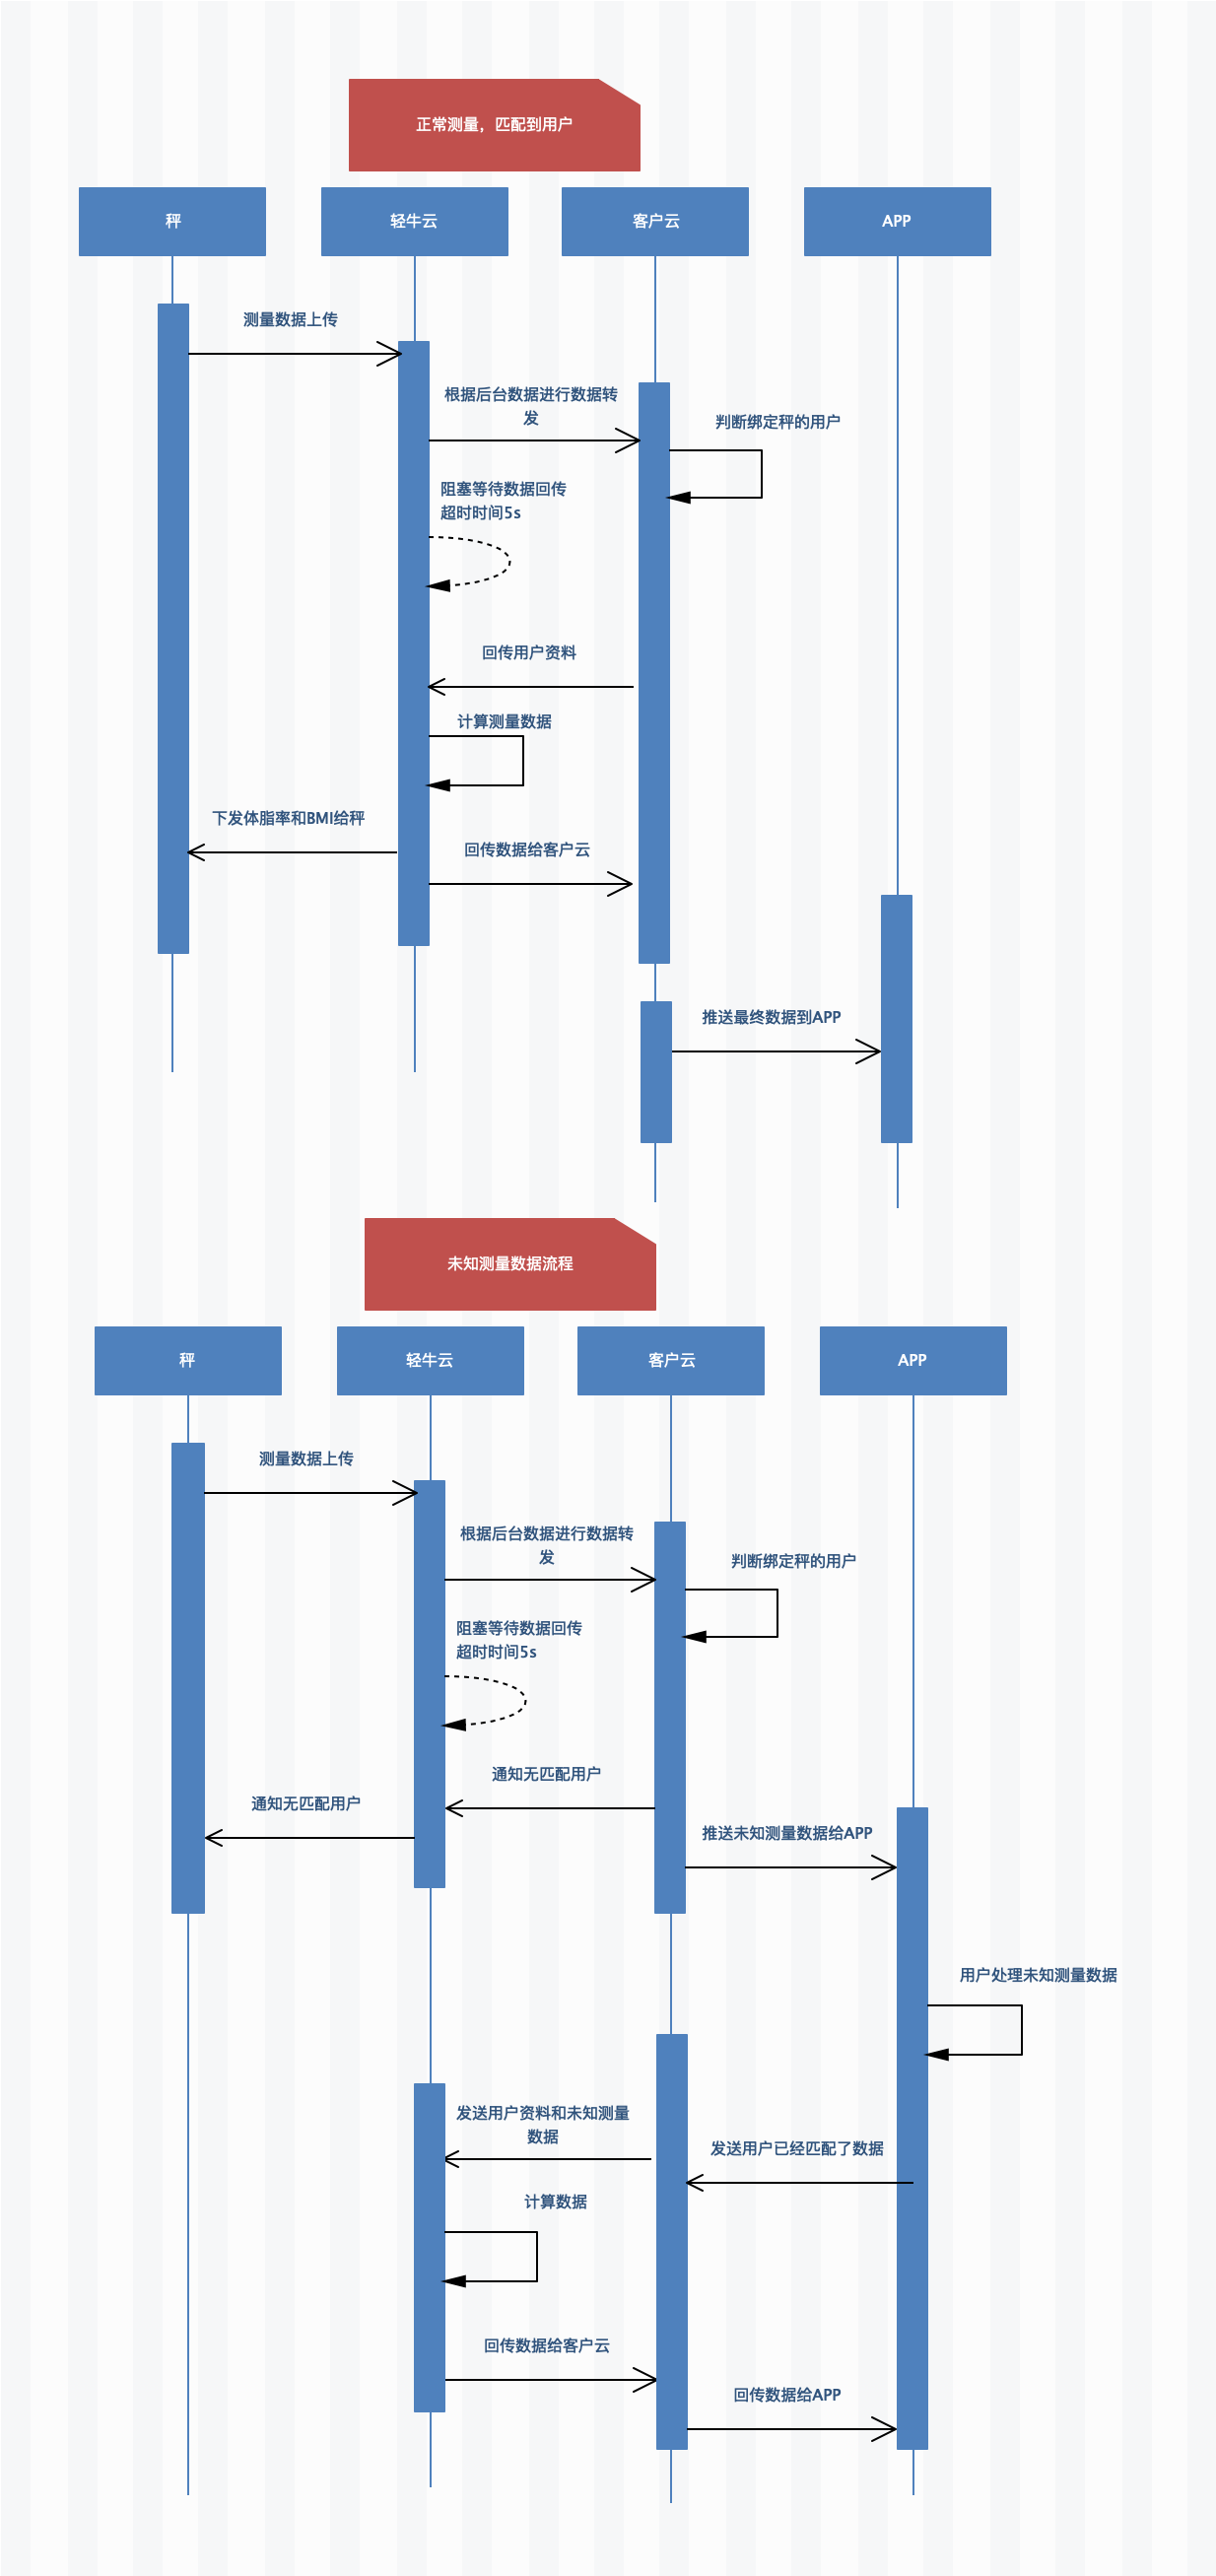 正常测量，匹配到用户
秤
轻牛云
客户云
APP
测量数据上传
根据后台数据进行数据转
发
判断绑定秤的用户
阻塞等待数据回传
超时时间5s
回传用户资料
计算测量数据
下发体脂率和BMI给秤
回传数据给客户云
推送最终数据到APP
未知测量数据流程
秤
轻牛云
客户云
APP
测量数据上传
根据后台数据进行数据转
发
判断绑定秤的用户
阻塞等待数据回传
超时时间5s
通知无匹配用户
通知无匹配用户
推送未知测量数据给APP
用户处理未知测量数据
发送用户资料和未知测量
数据
发送用户已经匹配了数据
计算数据
回传数据给客户云
回传数据给APP